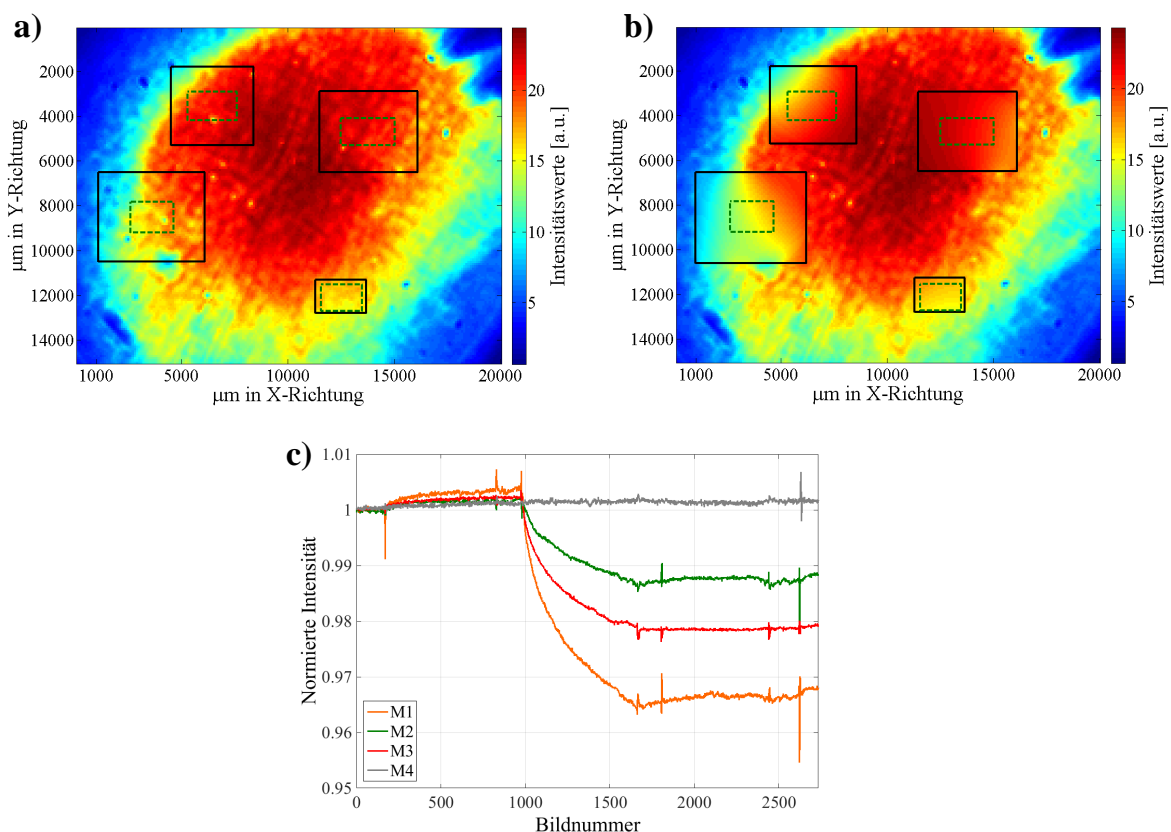 a)
2000
4000
6000
8000
10000
12000
14000
µm in Y-Richtung
1000 5000 10000 15000 20000
µm in X-Richtung
20
15
10
5
Intensitätswerte [a.u.]
b)
2000
4000
6000
8000
10000
12000
14000
µm in Y-Richtung
1000 5000 10000 15000 20000
µm in X-Richtung
20
15
10
5
Intensitätswerte [a.u.]
c)
1.01
1
0.99
0.98
0.97
0.96
0.95
Normierte Intensität
M1
M2
M3
M4
0 500 1000 1500 2000 2500
Bildnummer